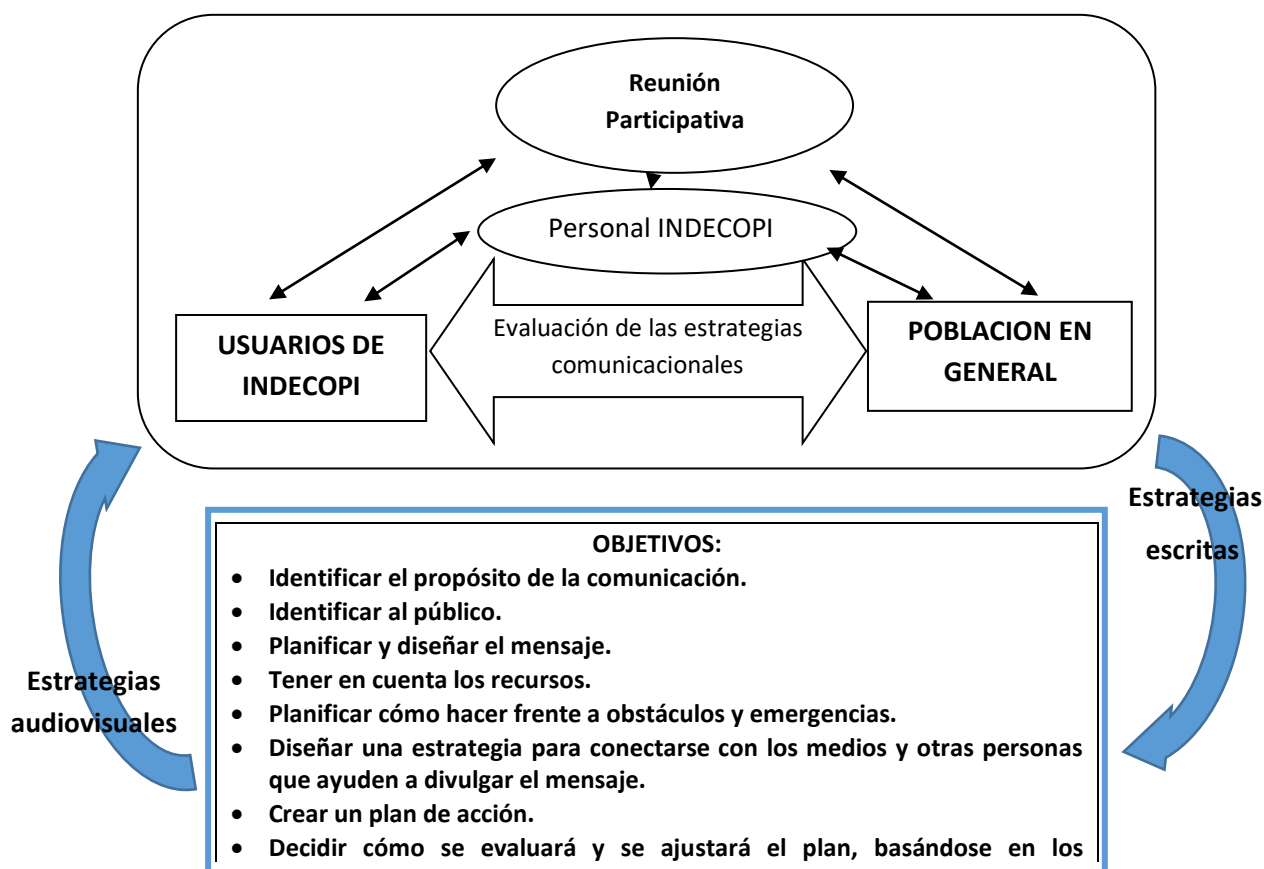 Reunión
Participativa
Personal INDECOPI
Evaluación de las estrategias
comunicacionales
USUARIOS DE
INDECOPI
POBLACION EN
GENERAL
Estrategias
escritas
OBJETIVOS:
• Identificar el propósito de la comunicación.
• Identificar al público.
• Planificar y diseñar el mensaje.
• Tener en cuenta los recursos.
• Planificar cómo hacer frente a obstáculos y emergencias.
• Diseñar una estrategia para conectarse con los medios y otras personas
que ayuden a divulgar el mensaje.
• Crear un plan de acción.
• Decidir cómo se evaluará y se ajustará el plan, basándose en los
Estrategias
audiovisuales